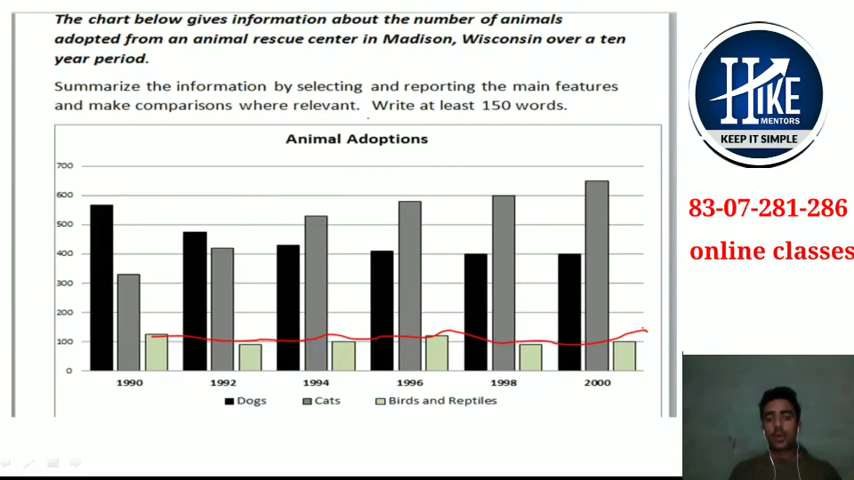 The chart below gives information about the number of animals
adopted from an animal rescue center in Madison, Wisconsin over a ten
year period.
Summarize the information by selecting and reporting the main features
and make comparisons where relevant. Write at least 150 words.
Animal Adoptions
700
600
500
400
300
200
100
0
1990 1992 1994 1996 1998 2000
Dogs Cats Birds and Reptiles
HIKE
MENTORS
KEEP IT SIMPLE
83-07-281-286
online classes